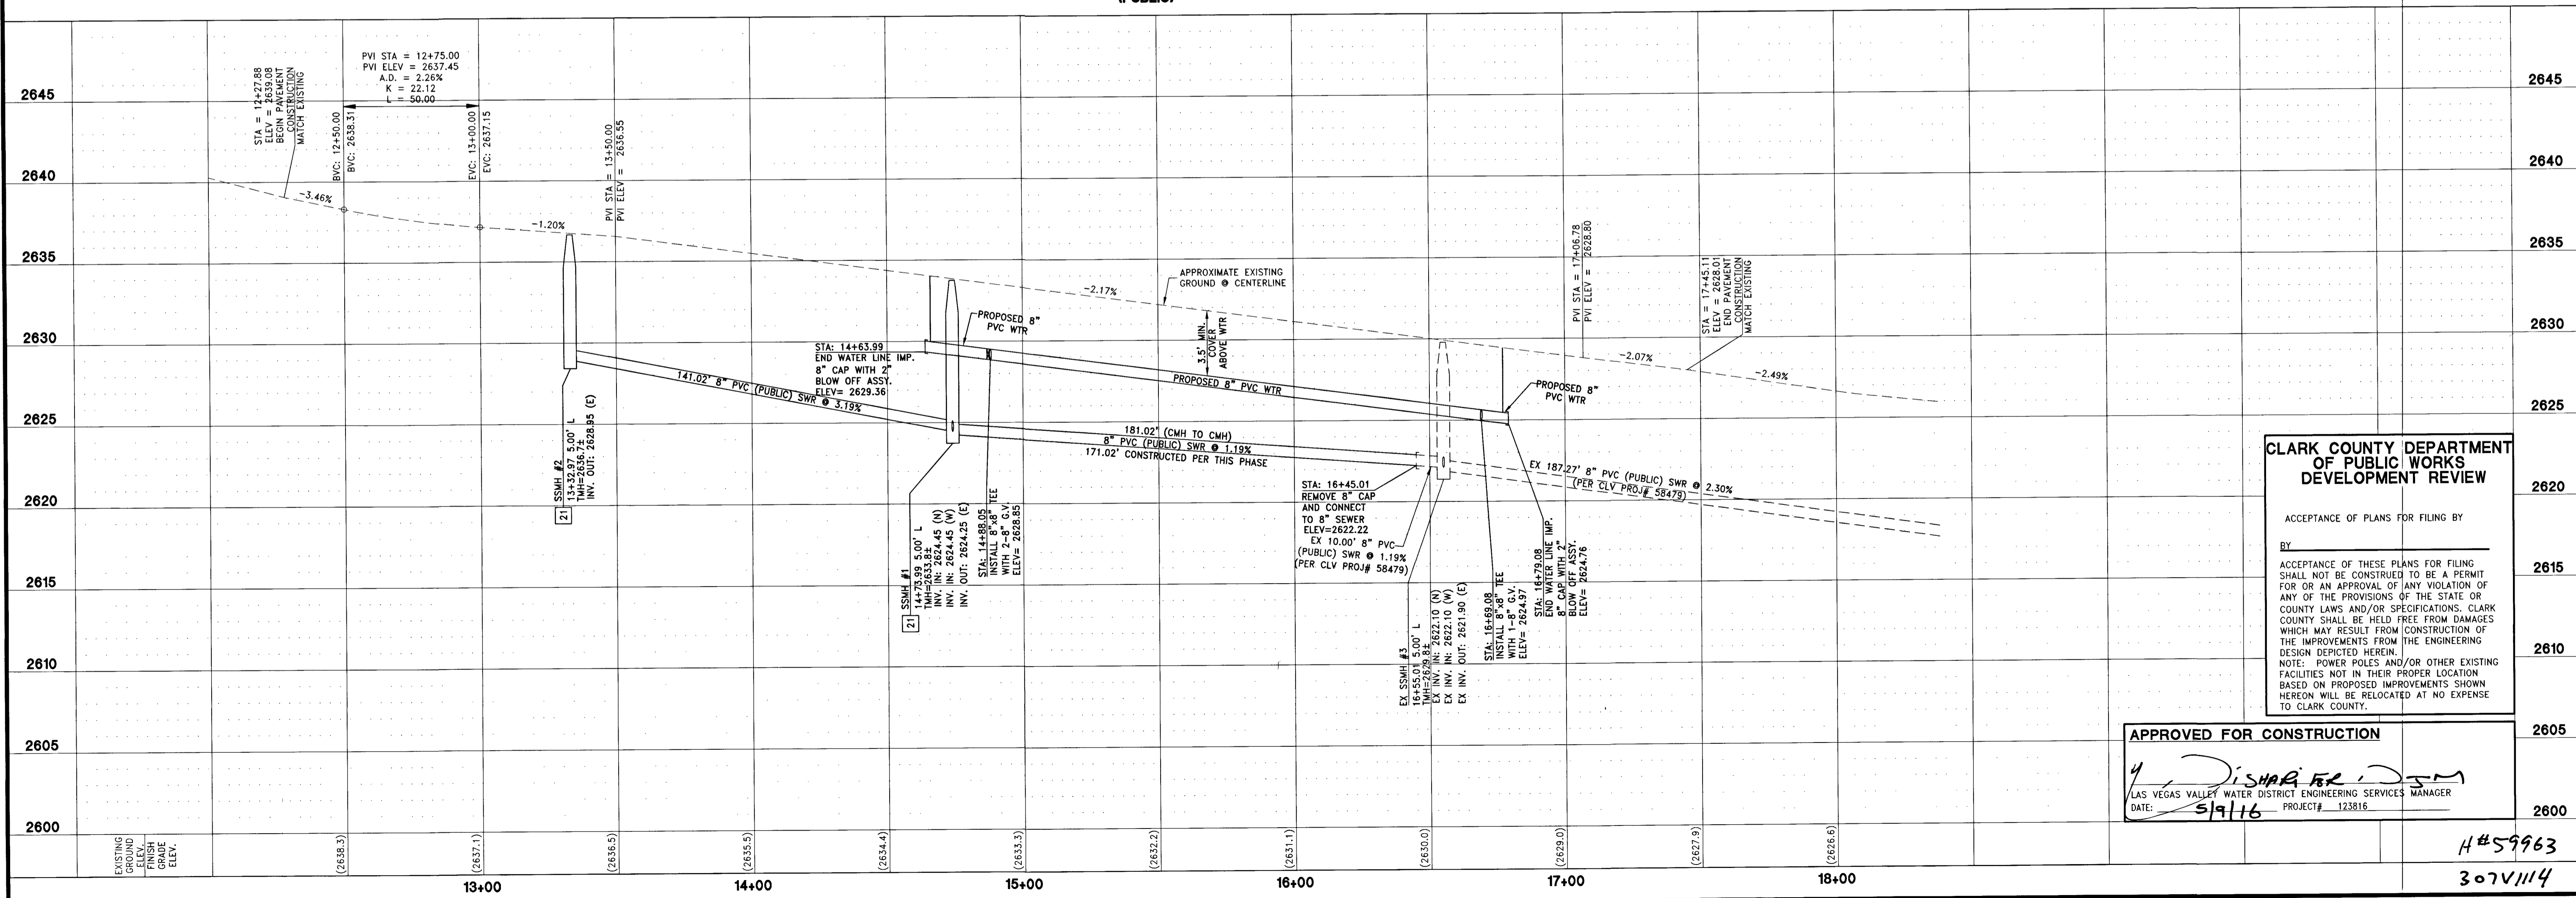 2645
2640
2635
2630
2625
2620
2615
2610
2605
2600
STA = 12+27.88
ELEV = 2639.08
BEGIN PAVEMENT
CONSTRUCTION
MATCH EXISTING
PVI STA = 12+75.00
PVI ELEV = 2637.45
A.D. = 2.26%
K = 22.12
L = 50.00
BVC: 12+50.00
BVC: 2638.31
EVC: 13+00.00
EVC: 2637.15
PVI STA = 13+50.00
PVI ELEV = 2636.55
-3.46%
-1.20%
-2.17%
APPROXIMATE EXISTING
GROUND @ CENTERLINE
PVI STA = 17+06.78
PVI ELEV = 2628.80
STA = 17+45.11
ELEV = 2628.01
END PAVEMENT
CONSTRUCTION
MATCH EXISTING
-2.07%
-2.49%
PROPOSED 8"
PVC WTR
3.5' MIN.
COVER
ABOVE WTR
STA: 14+63.99
END WATER LINE IMP.
8" CAP WITH 2"
BLOW OFF ASSY.
ELEV= 2629.36
141.02' 8" PVC (PUBLIC) SWR @ 3.19%
PROPOSED 8" PVC WTR
PROPOSED 8"
PVC WTR
181.02' (CMH TO CMH)
8" PVC (PUBLIC) SWR @ 1.19%
171.02' CONSTRUCTED PER THIS PHASE
EX 187.27' 8" PVC (PUBLIC) SWR @ 2.30%
(PER CLV PROJ# 58479)
21
SSMH #2
13+32.97 5.00' L
TMH=2636.7±
INV. OUT: 2628.95 (E)
21
SSMH #1
14+73.99 5.00' L
TMH=2633.8±
INV. IN: 2624.45 (N)
INV. IN: 2624.45 (W)
INV. OUT: 2624.25 (E)
STA: 14+88.05
INSTALL 8"x8" TEE
WITH 2-8" G.V.
ELEV= 2628.85
STA: 16+45.01
REMOVE 8" CAP
AND CONNECT
TO 8" SEWER
ELEV=2622.22
EX 10.00' 8" PVC
(PUBLIC) SWR @ 1.19%
(PER CLV PROJ# 58479)
EX SSMH #3
16+55.01 5.00' L
TMH=2629.8±
EX INV. IN: 2622.10 (N)
EX INV. IN: 2622.10 (W)
EX INV. OUT: 2621.90 (E)
STA: 16+69.08
INSTALL 8"x8" TEE
WITH 1-8" G.V.
ELEV= 2624.97
STA: 16+79.08
END WATER LINE IMP.
8" CAP WITH 2"
BLOW OFF ASSY.
ELEV= 2624.76
2645
2640
2635
2630
2625
2620
2615
2610
2605
2600
CLARK COUNTY DEPARTMENT
OF PUBLIC WORKS
DEVELOPMENT REVIEW
ACCEPTANCE OF PLANS FOR FILING BY
BY
ACCEPTANCE OF THESE PLANS FOR FILING
SHALL NOT BE CONSTRUED TO BE A PERMIT
FOR OR AN APPROVAL OF ANY VIOLATION OF
ANY OF THE PROVISIONS OF THE STATE OR
COUNTY LAWS AND/OR SPECIFICATIONS. CLARK
COUNTY SHALL BE HELD FREE FROM DAMAGES
WHICH MAY RESULT FROM CONSTRUCTION OF
THE IMPROVEMENTS FROM THE ENGINEERING
DESIGN DEPICTED HEREIN.
NOTE: POWER POLES AND/OR OTHER EXISTING
FACILITIES NOT IN THEIR PROPER LOCATION
BASED ON PROPOSED IMPROVEMENTS SHOWN
HEREON WILL BE RELOCATED AT NO EXPENSE
TO CLARK COUNTY.
APPROVED FOR CONSTRUCTION
LAS VEGAS VALLEY WATER DISTRICT ENGINEERING SERVICES MANAGER
DATE: 5/9/16 PROJECT# 123816
H#59963
307V1114
EXISTING
GROUND
ELEV.
FINISH
GRADE
ELEV.
(2638.3)
(2637.1)
(2636.5)
(2635.5)
(2634.4)
(2633.3)
(2632.2)
(2631.1)
(2630.0)
(2629.0)
(2627.9)
(2626.6)
13+00
14+00
15+00
16+00
17+00
18+00